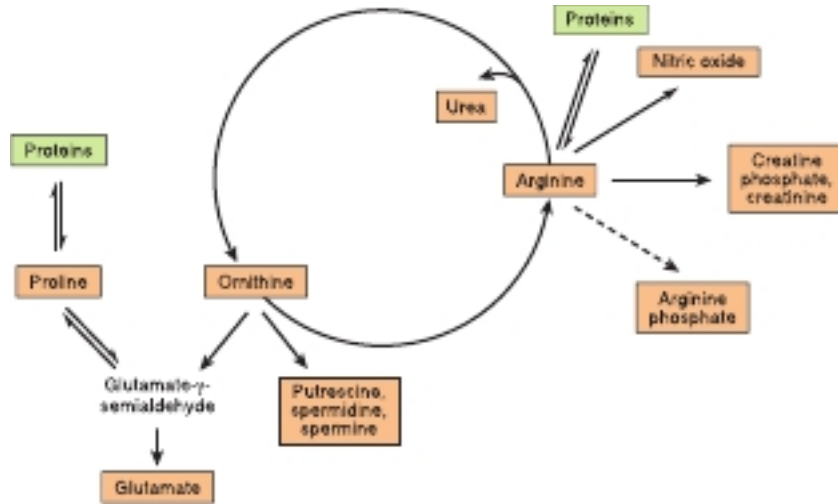 Proteins
Nitric oxide
Urea
Proteins
Arginine
Creatine
phosphate,
creatinine
Proline
Ornithine
Arginine
phosphate
Glutamate-γ-
semialdehyde
Putrescine,
spermidine,
spermine
Glutamate